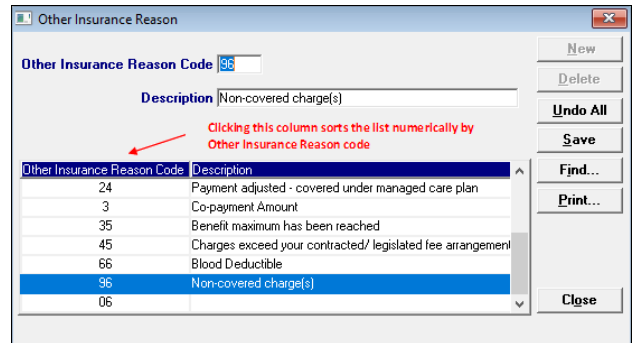 Other Insurance Reason
Other Insurance Reason Code 96
New
Delete
Description Non-covered charge(s)
Undo All
Clicking this column sorts the list numerically by
Other Insurance Reason code
Save
Other Insurance Reason Code Description
Find...
24 Payment adjusted - covered under managed care plan
3 Co-payment Amount
Print...
35 Benefit maximum has been reached
45 Charges exceed your contracted/ legislated fee arrangement
66 Blood Deductible
96 Non-covered charge(s)
06
Close